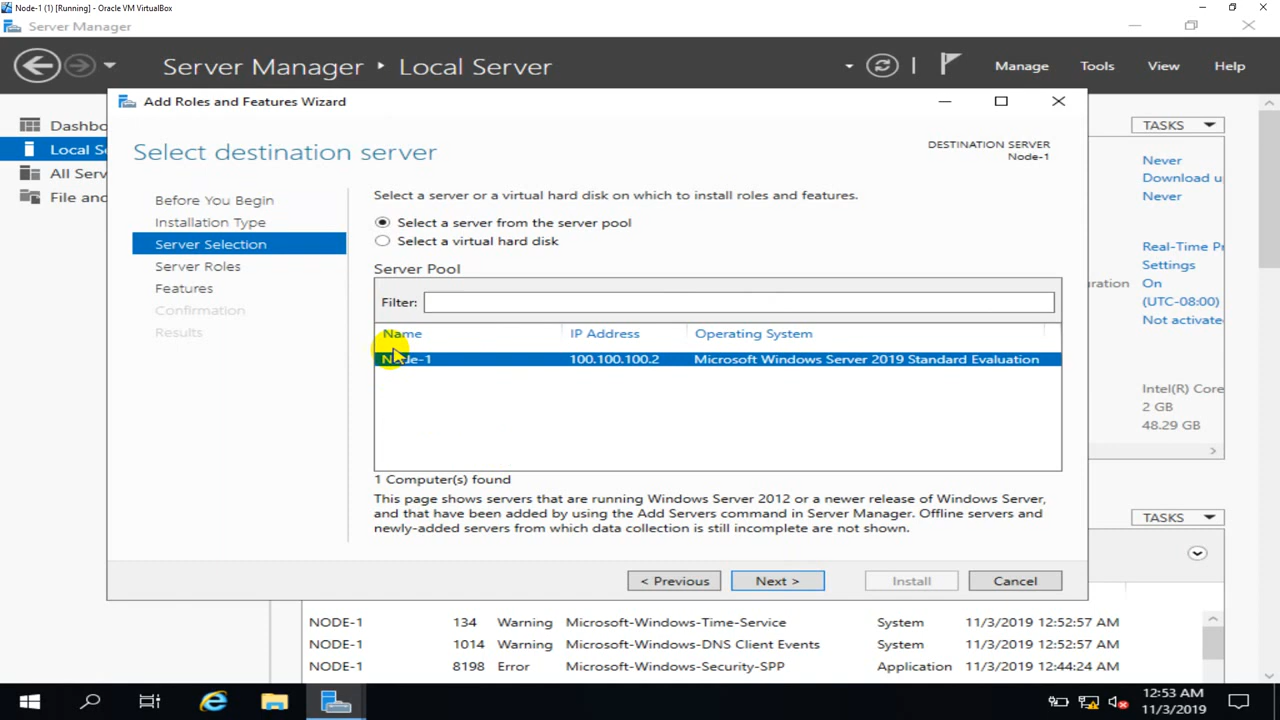 Node-1 (1) [Running] - Oracle VM VirtualBox
Server Manager
Server Manager ‣ Local Server
Manage Tools View Help
Add Roles and Features Wizard
Dashbo
Local Se
All Serv
File and
TASKS
Never
Download u
Never
Real-Time Pr
Settings
uration On
(UTC-08:00)
Not activate
Intel(R) Core
2 GB
48.29 GB
Select destination server
DESTINATION SERVER
Node-1
Before You Begin
Installation Type
Server Selection
Server Roles
Features
Confirmation
Results
Select a server or a virtual hard disk on which to install roles and features.
Select a server from the server pool
Select a virtual hard disk
Server Pool
Filter:
Name IP Address Operating System
Node-1 100.100.100.2 Microsoft Windows Server 2019 Standard Evaluation
1 Computer(s) found
This page shows servers that are running Windows Server 2012 or a newer release of Windows Server,
and that have been added by using the Add Servers command in Server Manager. Offline servers and
newly-added servers from which data collection is still incomplete are not shown.
< Previous Next > Install Cancel
TASKS
NODE-1 134 Warning Microsoft-Windows-Time-Service System 11/3/2019 12:52:57 AM
NODE-1 1014 Warning Microsoft-Windows-DNS Client Events System 11/3/2019 12:52:57 AM
NODE-1 8198 Error Microsoft-Windows-Security-SPP Application 11/3/2019 12:44:24 AM
12:53 AM
11/3/2019